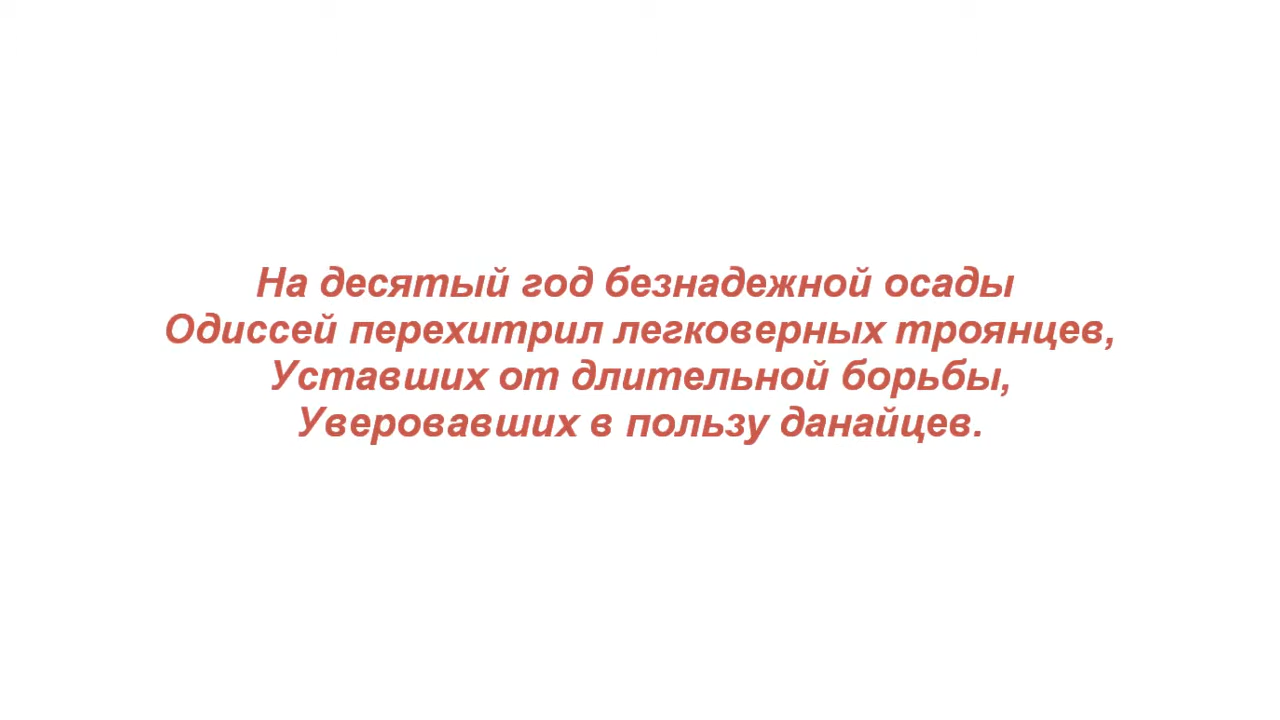 На десятый год безнадежной осады
Одиссей перехитрил легковерных троянцев,
Уставших от длительной борьбы,
Уверовавших в пользу данайцев.